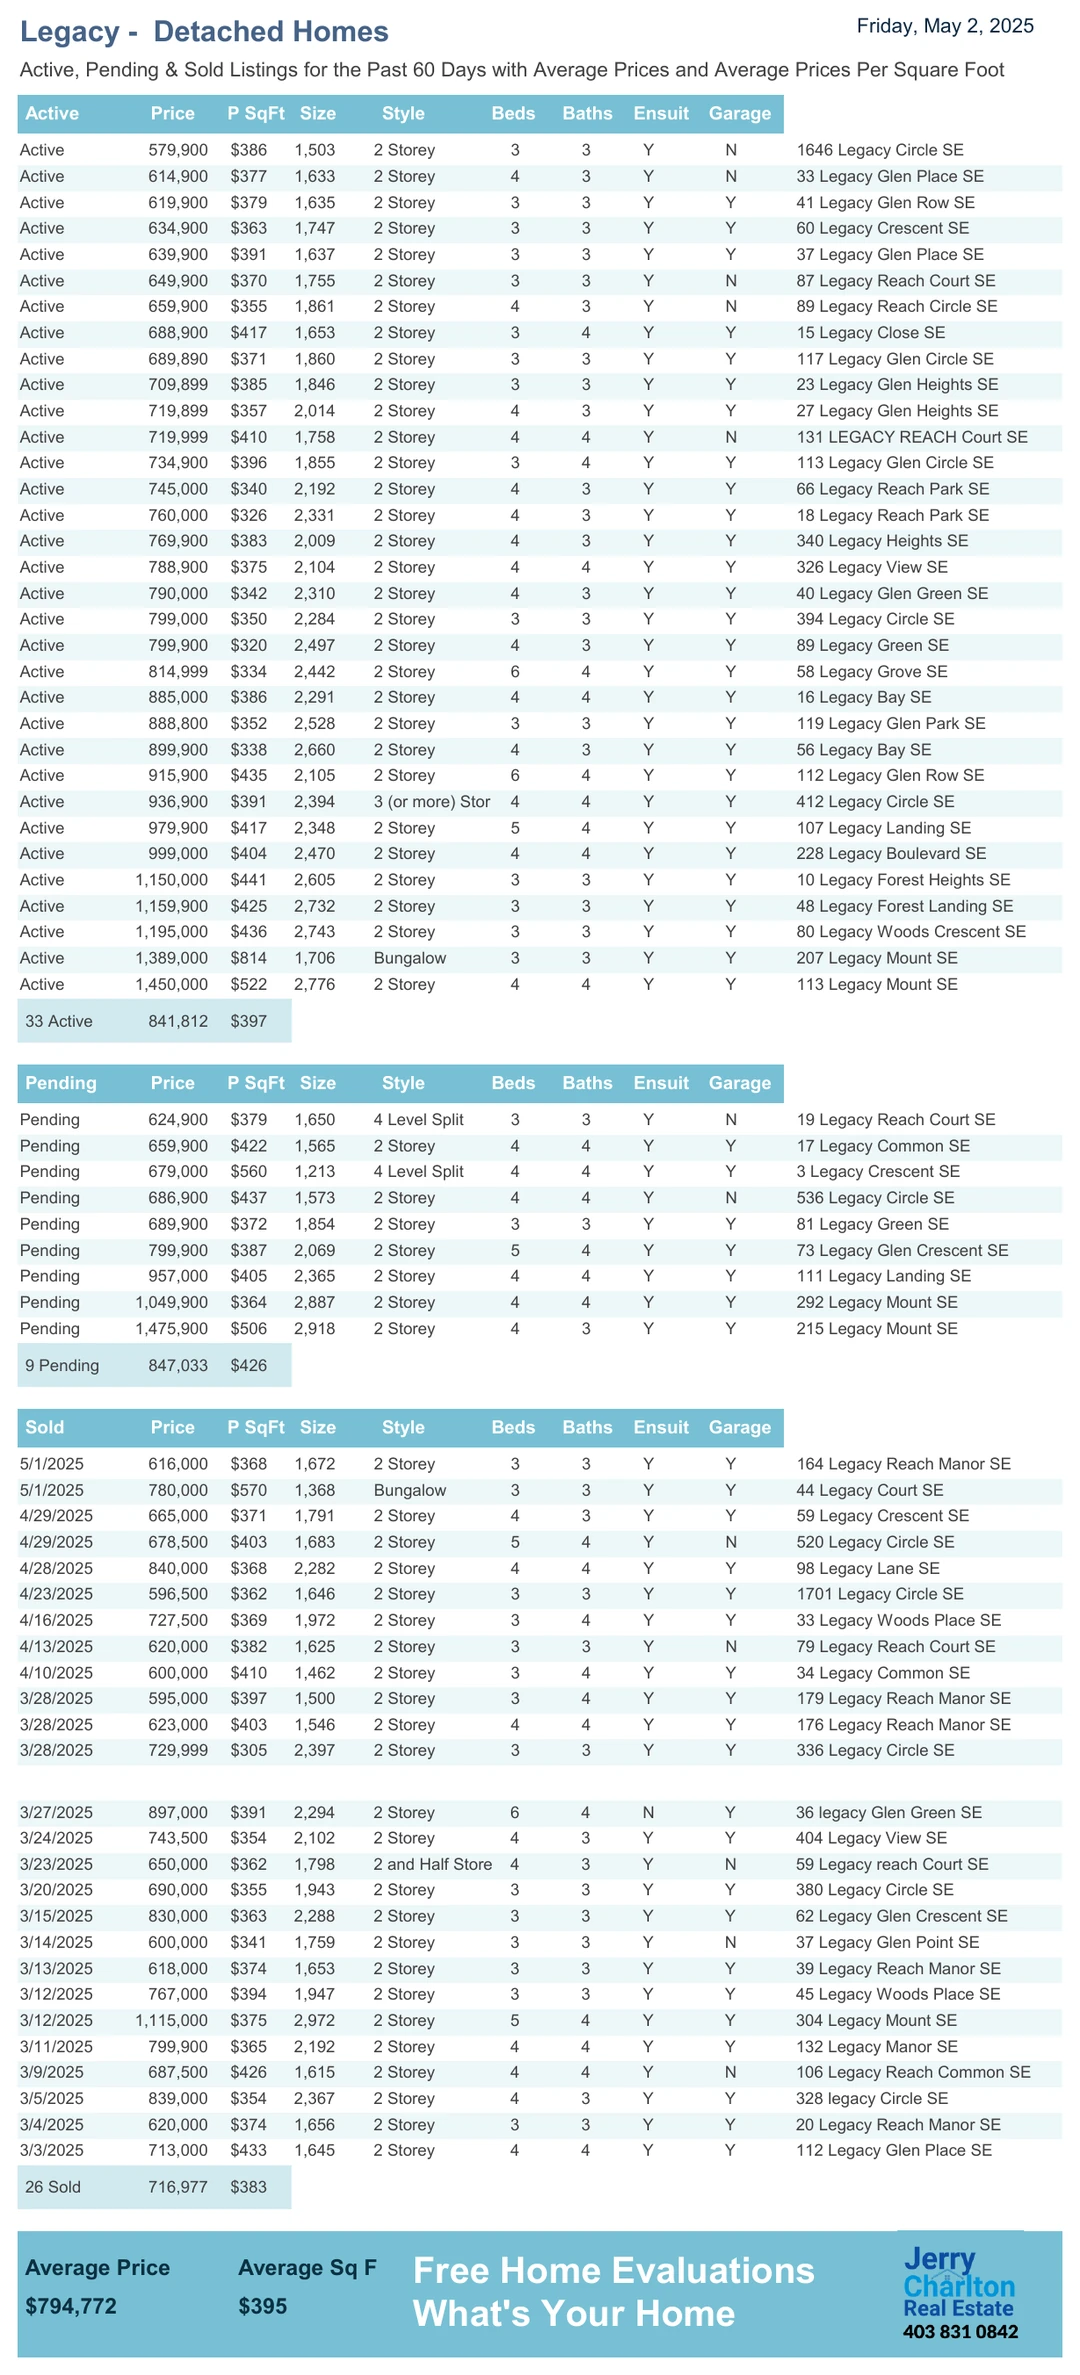 Legacy - Detached Homes
Friday, May 2, 2025
Active, Pending & Sold Listings for the Past 60 Days with Average Prices and Average Prices Per Square Foot
Active Price P SqFt Size Style Beds Baths Ensuit Garage
Active 579,900 $386 1,503 2 Storey 3 3 Y N 1646 Legacy Circle SE
Active 614,900 $377 1,633 2 Storey 4 3 Y N 33 Legacy Glen Place SE
Active 619,900 $379 1,635 2 Storey 3 3 Y Y 41 Legacy Glen Row SE
Active 634,900 $363 1,747 2 Storey 3 3 Y Y 60 Legacy Crescent SE
Active 639,900 $391 1,637 2 Storey 3 3 Y Y 37 Legacy Glen Place SE
Active 649,900 $370 1,755 2 Storey 3 3 Y N 87 Legacy Reach Court SE
Active 659,900 $355 1,861 2 Storey 4 3 Y N 89 Legacy Reach Circle SE
Active 688,900 $417 1,653 2 Storey 3 4 Y Y 15 Legacy Close SE
Active 689,890 $371 1,860 2 Storey 3 3 Y Y 117 Legacy Glen Circle SE
Active 709,899 $385 1,846 2 Storey 3 3 Y Y 23 Legacy Glen Heights SE
Active 719,899 $357 2,014 2 Storey 4 3 Y Y 27 Legacy Glen Heights SE
Active 719,999 $410 1,758 2 Storey 4 4 Y N 131 LEGACY REACH Court SE
Active 734,900 $396 1,855 2 Storey 3 4 Y Y 113 Legacy Glen Circle SE
Active 745,000 $340 2,192 2 Storey 4 3 Y Y 66 Legacy Reach Park SE
Active 760,000 $326 2,331 2 Storey 4 3 Y Y 18 Legacy Reach Park SE
Active 769,900 $383 2,009 2 Storey 4 3 Y Y 340 Legacy Heights SE
Active 788,900 $375 2,104 2 Storey 4 4 Y Y 326 Legacy View SE
Active 790,000 $342 2,310 2 Storey 4 3 Y Y 40 Legacy Glen Green SE
Active 799,000 $350 2,284 2 Storey 3 3 Y Y 394 Legacy Circle SE
Active 799,900 $320 2,497 2 Storey 4 3 Y Y 89 Legacy Green SE
Active 814,999 $334 2,442 2 Storey 6 4 Y Y 58 Legacy Grove SE
Active 885,000 $386 2,291 2 Storey 4 4 Y Y 16 Legacy Bay SE
Active 888,800 $352 2,528 2 Storey 3 3 Y Y 119 Legacy Glen Park SE
Active 899,900 $338 2,660 2 Storey 4 3 Y Y 56 Legacy Bay SE
Active 915,900 $435 2,105 2 Storey 6 4 Y Y 112 Legacy Glen Row SE
Active 936,900 $391 2,394 3 (or more) Stor 4 4 Y Y 412 Legacy Circle SE
Active 979,900 $417 2,348 2 Storey 5 4 Y Y 107 Legacy Landing SE
Active 999,000 $404 2,470 2 Storey 4 4 Y Y 228 Legacy Boulevard SE
Active 1,150,000 $441 2,605 2 Storey 3 3 Y Y 10 Legacy Forest Heights SE
Active 1,159,900 $425 2,732 2 Storey 3 3 Y Y 48 Legacy Forest Landing SE
Active 1,195,000 $436 2,743 2 Storey 3 3 Y Y 80 Legacy Woods Crescent SE
Active 1,389,000 $814 1,706 Bungalow 3 3 Y Y 207 Legacy Mount SE
Active 1,450,000 $522 2,776 2 Storey 4 4 Y Y 113 Legacy Mount SE
33 Active 841,812 $397
Pending Price P SqFt Size Style Beds Baths Ensuit Garage
Pending 624,900 $379 1,650 4 Level Split 3 3 Y N 19 Legacy Reach Court SE
Pending 659,900 $422 1,565 2 Storey 4 4 Y Y 17 Legacy Common SE
Pending 679,000 $560 1,213 4 Level Split 4 4 Y Y 3 Legacy Crescent SE
Pending 686,900 $437 1,573 2 Storey 4 4 Y N 536 Legacy Circle SE
Pending 689,900 $372 1,854 2 Storey 3 3 Y Y 81 Legacy Green SE
Pending 799,900 $387 2,069 2 Storey 5 4 Y Y 73 Legacy Glen Crescent SE
Pending 957,000 $405 2,365 2 Storey 4 4 Y Y 111 Legacy Landing SE
Pending 1,049,900 $364 2,887 2 Storey 4 4 Y Y 292 Legacy Mount SE
Pending 1,475,900 $506 2,918 2 Storey 4 3 Y Y 215 Legacy Mount SE
9 Pending 847,033 $426
Sold Price P SqFt Size Style Beds Baths Ensuit Garage
5/1/2025 616,000 $368 1,672 2 Storey 3 3 Y Y 164 Legacy Reach Manor SE
5/1/2025 780,000 $570 1,368 Bungalow 3 3 Y Y 44 Legacy Court SE
4/29/2025 665,000 $371 1,791 2 Storey 4 3 Y Y 59 Legacy Crescent SE
4/29/2025 678,500 $403 1,683 2 Storey 5 4 Y N 520 Legacy Circle SE
4/28/2025 840,000 $368 2,282 2 Storey 4 4 Y Y 98 Legacy Lane SE
4/23/2025 596,500 $362 1,646 2 Storey 3 3 Y Y 1701 Legacy Circle SE
4/16/2025 727,500 $369 1,972 2 Storey 3 4 Y Y 33 Legacy Woods Place SE
4/13/2025 620,000 $382 1,625 2 Storey 3 3 Y N 79 Legacy Reach Court SE
4/10/2025 600,000 $410 1,462 2 Storey 3 4 Y Y 34 Legacy Common SE
3/28/2025 595,000 $397 1,500 2 Storey 3 4 Y Y 179 Legacy Reach Manor SE
3/28/2025 623,000 $403 1,546 2 Storey 4 4 Y Y 176 Legacy Reach Manor SE
3/28/2025 729,999 $305 2,397 2 Storey 3 3 Y Y 336 Legacy Circle SE
3/27/2025 897,000 $391 2,294 2 Storey 6 4 N Y 36 legacy Glen Green SE
3/24/2025 743,500 $354 2,102 2 Storey 4 3 Y Y 404 Legacy View SE
3/23/2025 650,000 $362 1,798 2 and Half Store 4 3 Y N 59 Legacy reach Court SE
3/20/2025 690,000 $355 1,943 2 Storey 3 3 Y Y 380 Legacy Circle SE
3/15/2025 830,000 $363 2,288 2 Storey 3 3 Y Y 62 Legacy Glen Crescent SE
3/14/2025 600,000 $341 1,759 2 Storey 3 3 Y N 37 Legacy Glen Point SE
3/13/2025 618,000 $374 1,653 2 Storey 3 3 Y Y 39 Legacy Reach Manor SE
3/12/2025 767,000 $394 1,947 2 Storey 3 3 Y Y 45 Legacy Woods Place SE
3/12/2025 1,115,000 $375 2,972 2 Storey 5 4 Y Y 304 Legacy Mount SE
3/11/2025 799,900 $365 2,192 2 Storey 4 4 Y Y 132 Legacy Manor SE
3/9/2025 687,500 $426 1,615 2 Storey 4 4 Y N 106 Legacy Reach Common SE
3/5/2025 839,000 $354 2,367 2 Storey 4 3 Y Y 328 legacy Circle SE
3/4/2025 620,000 $374 1,656 2 Storey 3 3 Y Y 20 Legacy Reach Manor SE
3/3/2025 713,000 $433 1,645 2 Storey 4 4 Y Y 112 Legacy Glen Place SE
26 Sold 716,977 $383
Average Price Average Sq F
$794,772 $395
Free Home Evaluations
What's Your Home
Jerry
Charlton
Real Estate
403 831 0842